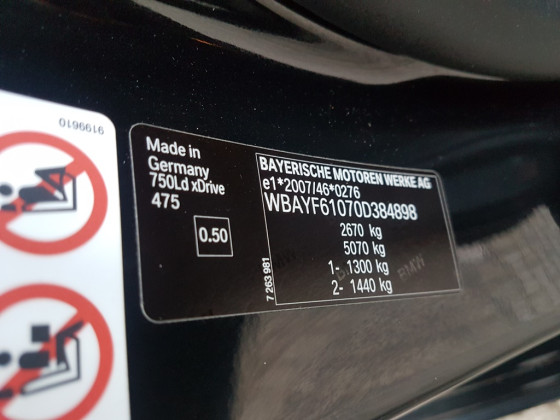 9199610
Made in
Germany
750Ld xDrive
475
0.50
BAYERISCHE MOTOREN WERKE AG
e1*2007/46*0276
WBAYF61070D384898
2670 kg
5070 kg
1- 1300 kg
2- 1440 kg
7 263 981
BMW